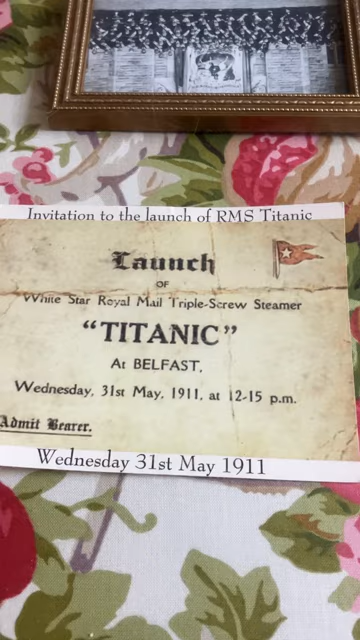 Invitation to the launch of RMS Titanic
Launch
OF
White Star Royal Mail Triple-Screw Steamer
"TITANIC"
At BELFAST,
Wednesday, 31st May, 1911, at 12-15 p.m.
Admit Bearer.
Wednesday 31st May 1911